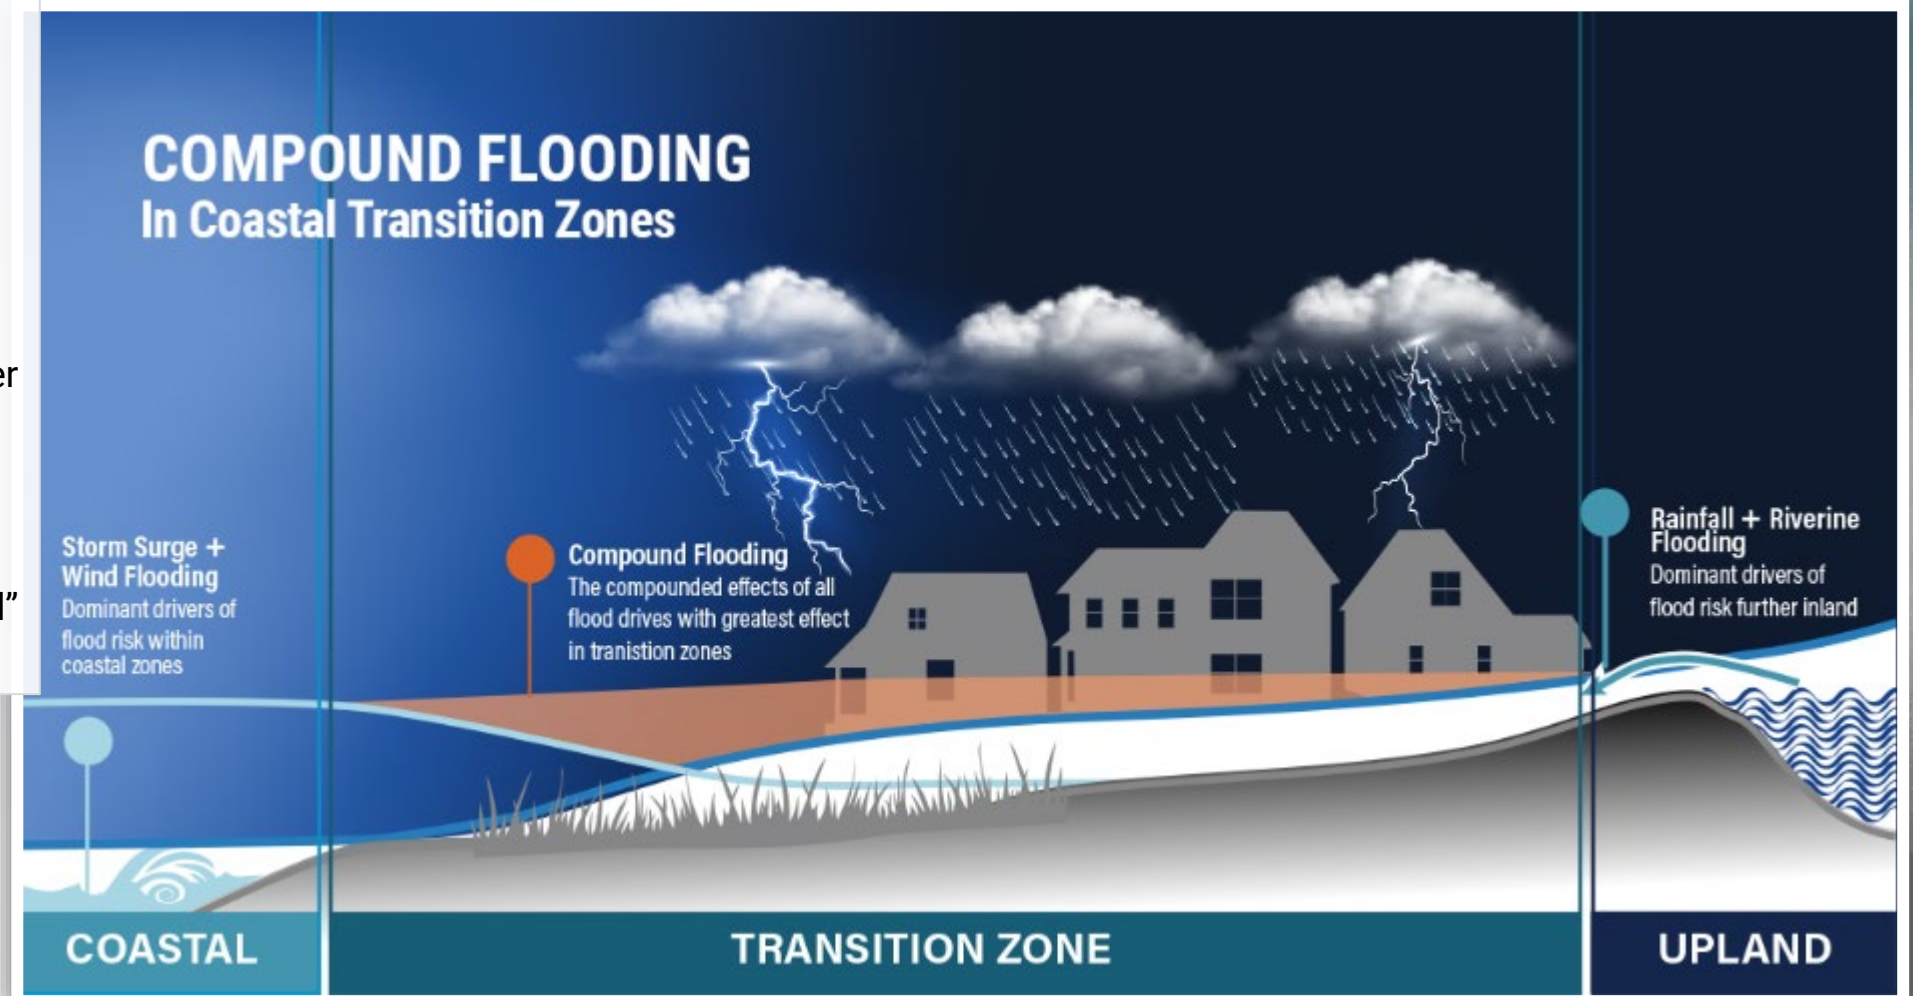 COMPOUND FLOODING
In Coastal Transition Zones
er
l"
Storm Surge +
Wind Flooding
Dominant drivers of
flood risk within
coastal zones
Compound Flooding
The compounded effects of all
flood drives with greatest effect
in tranistion zones
Rainfall + Riverine
Flooding
Dominant drivers of
flood risk further inland
COASTAL
TRANSITION ZONE
UPLAND